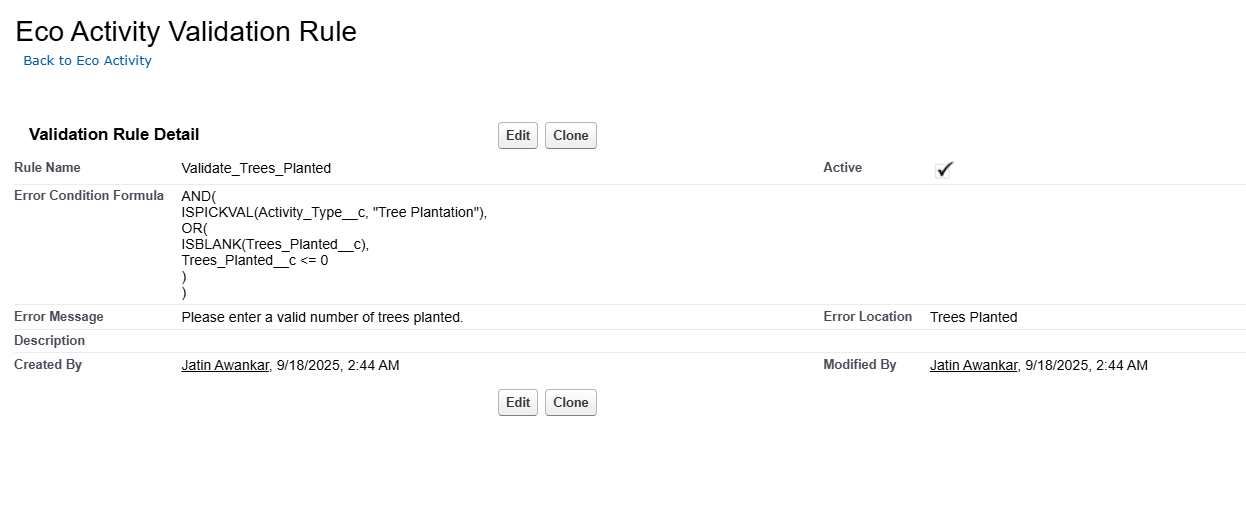 Eco Activity Validation Rule
Back to Eco Activity
Validation Rule Detail
Edit
Clone
Rule Name
Validate_Trees_Planted
Active
Error Condition Formula
AND(
ISPICKVAL(Activity_Type__c, "Tree Plantation"),
OR(
ISBLANK(Trees_Planted__c),
Trees_Planted__c <= 0
)
)
Error Message
Please enter a valid number of trees planted.
Error Location
Trees Planted
Description
Created By
Jatin Awankar, 9/18/2025, 2:44 AM
Modified By
Jatin Awankar, 9/18/2025, 2:44 AM
Edit
Clone